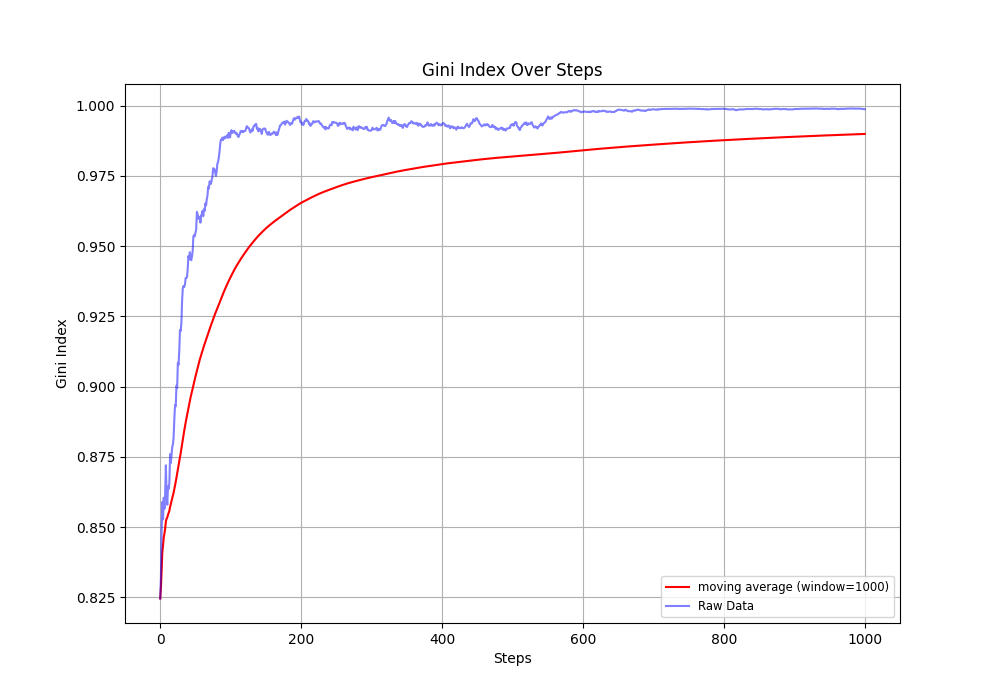 Gini Index Over Steps
1.000
0.975
0.950
0.925
0.900
0.875
0.850
0.825
Gini Index
moving average (window=1000)
Raw Data
0 200 400 600 800 1000
Steps